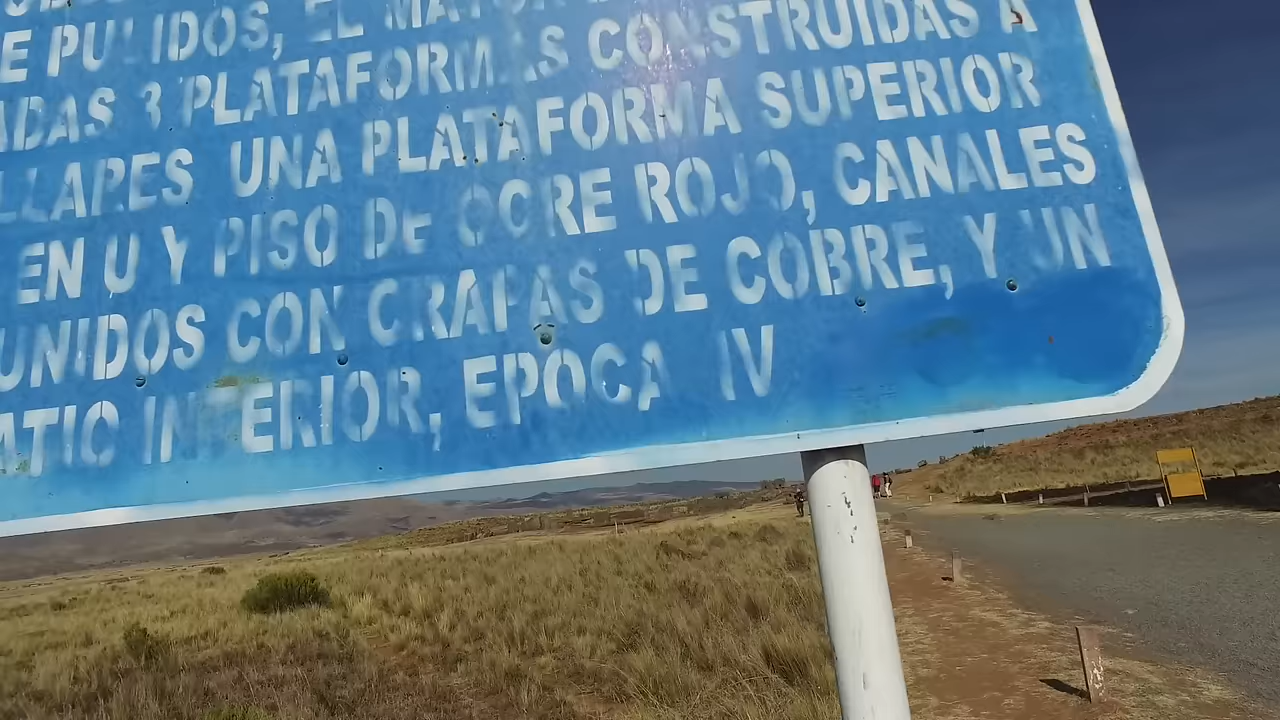 E PULIDOS, EL
ADAS 3 PLATAFORMAS CONSTRUIDAS A
LLARES UNA PLATAFORMA SUPERIOR
EN U Y PISO DE OCRE ROJO, CANALES
UNIDOS CON GRAPAS DE COBRE, Y UN
ATIC INFERIOR, EPOCA IV